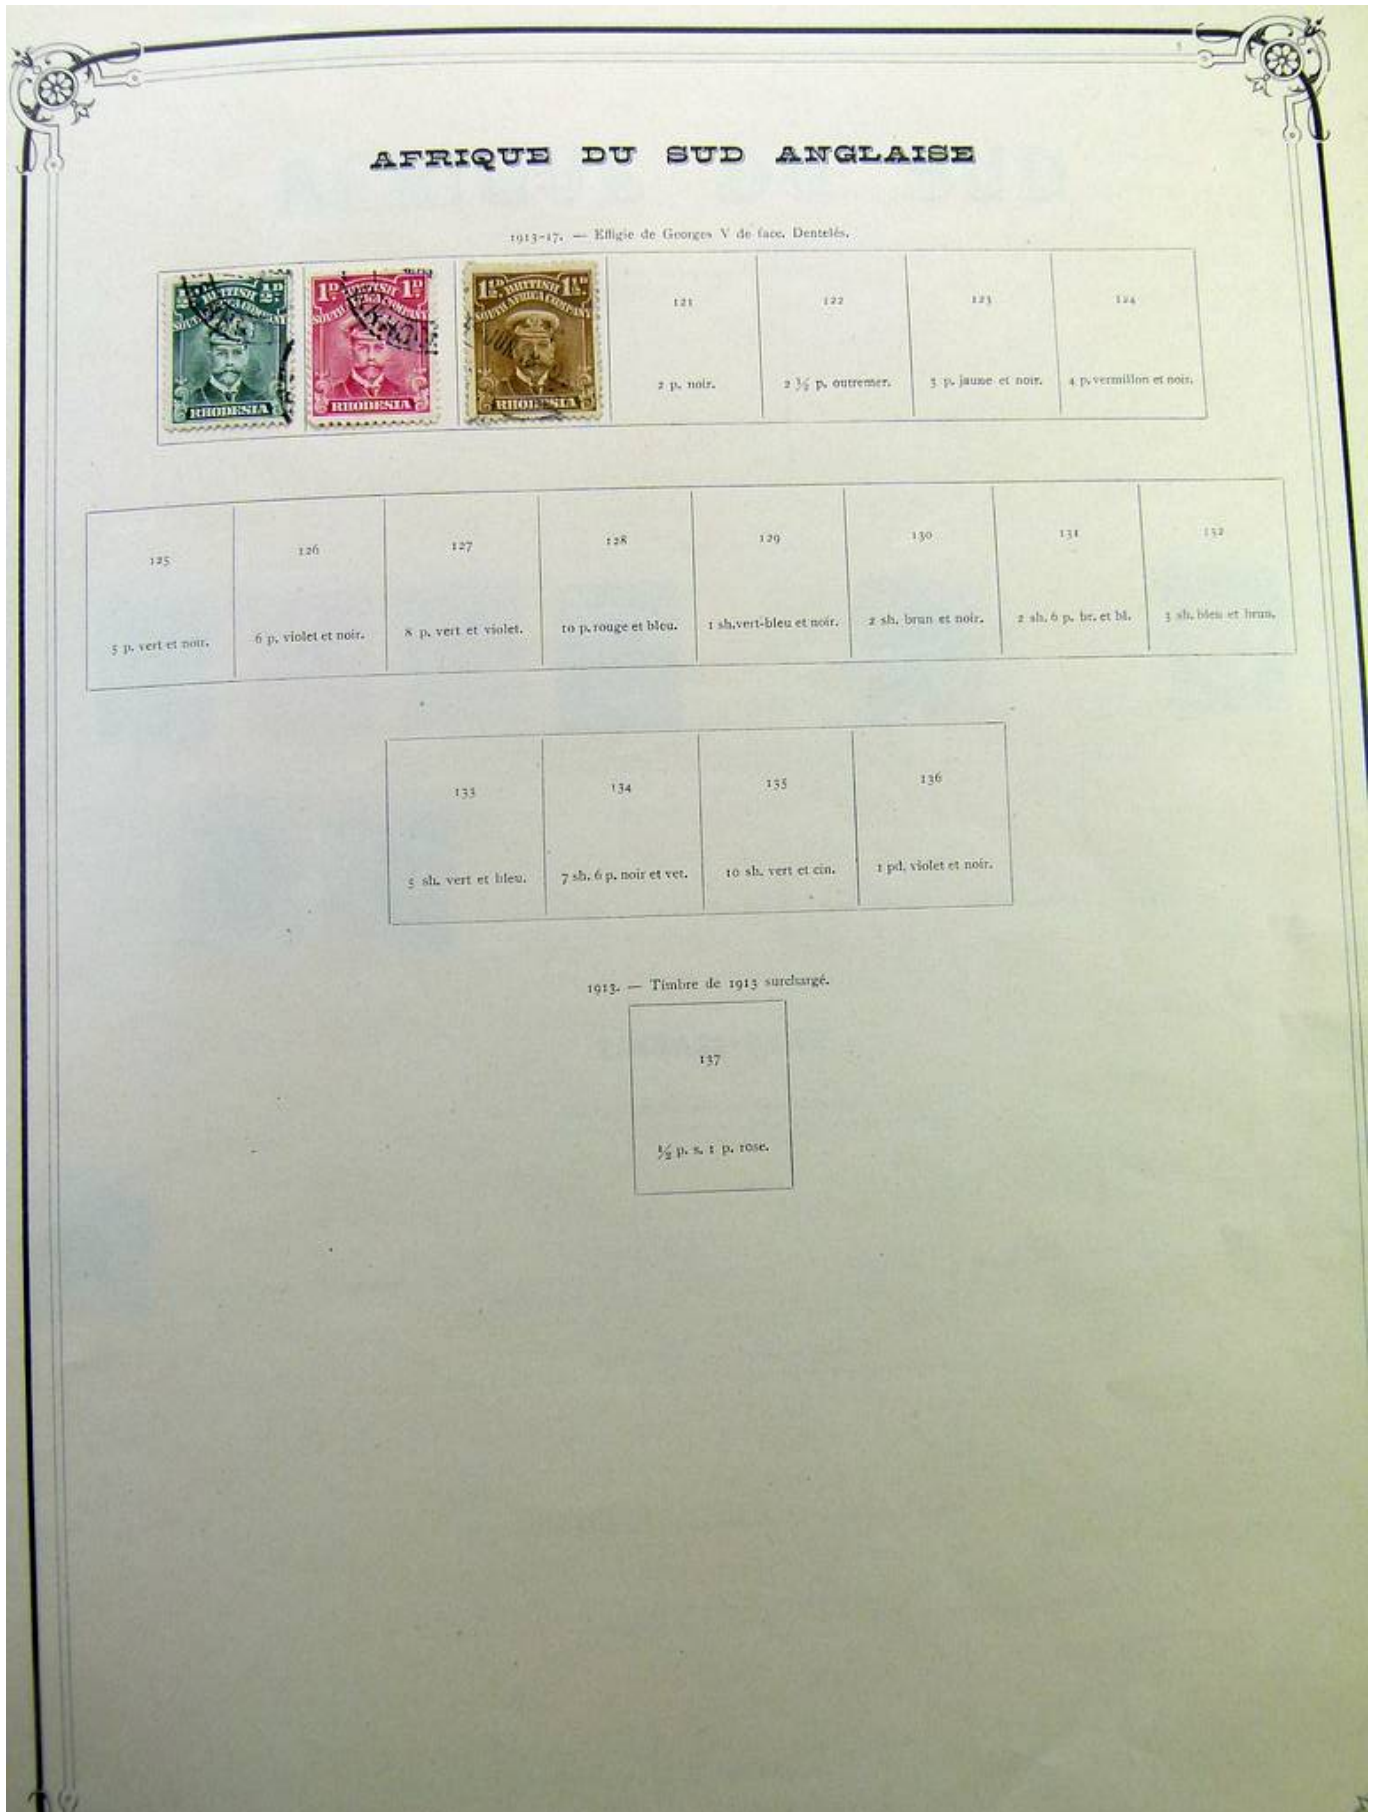 AFRIQUE DU SUD ANGLAISE
1913-17. — Effigie de Georges V de face. Dentelés.
½D. BRITISH ½D.
SOUTH AFRICA COMPANY
RHODESIA
1D. BRITISH 1D.
SOUTH AFRICA COMPANY
RHODESIA
1½D. BRITISH 1½D.
SOUTH AFRICA COMPANY
RHODESIA
121 122 123 124
2 p. noir. 2 ½ p. outremer. 3 p. jaune et noir. 4 p. vermillon et noir.
125 126 127 128 129 130 131 132
5 p. vert et noir. 6 p. violet et noir. 8 p. vert et violet. 10 p. rouge et bleu. 1 sh. vert-bleu et noir. 2 sh. brun et noir. 2 sh. 6 p. br. et bl. 3 sh. bleu et brun.
133 134 135 136
5 sh. vert et bleu. 7 sh. 6 p. noir et vet. 10 sh. vert et cin. 1 pd. violet et noir.
1913. — Timbre de 1913 surchargé.
137
½ p. s. 1 p. rose.